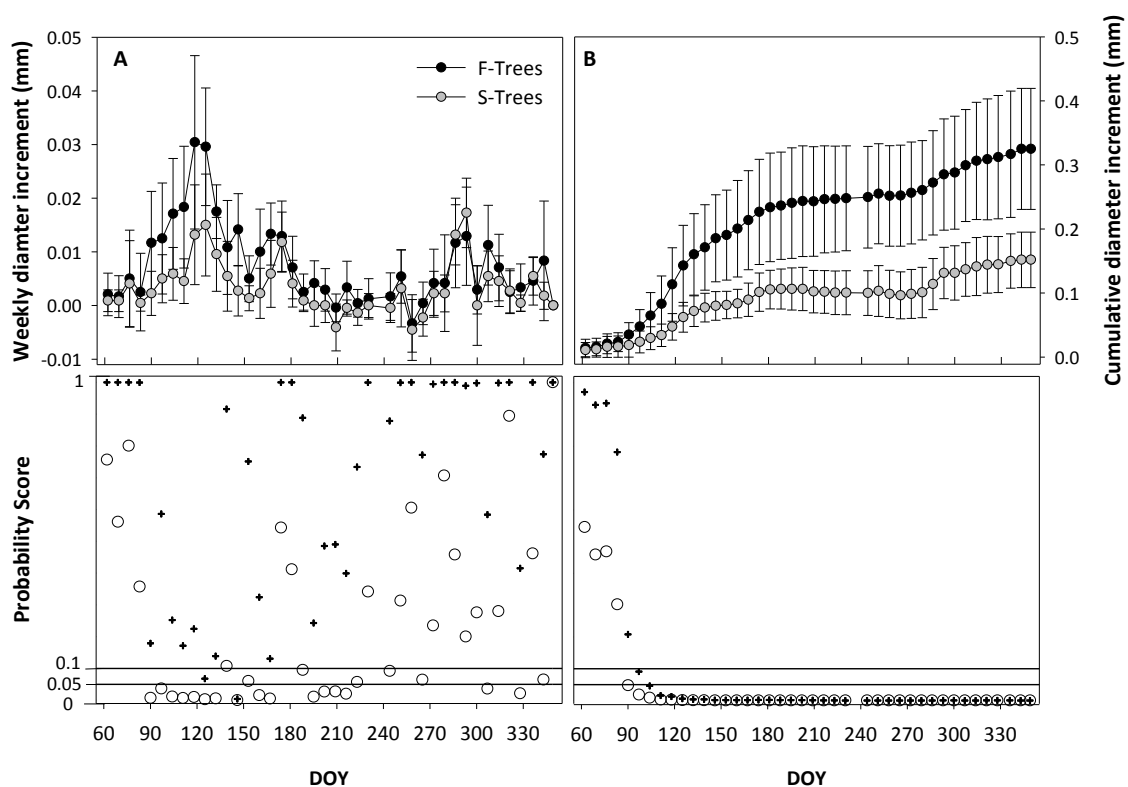 A
F-Trees
S-Trees
Weekly diamter increment (mm)
0.05
0.04
0.03
0.02
0.01
0.00
-0.01
B
0.5
0.4
0.3
0.2
0.1
0.0
Cumulative diameter increment (mm)
Probability Score
1
0.1
0.05
0
60 90 120 150 180 210 240 270 300 330
DOY
60 90 120 150 180 210 240 270 300 330
DOY